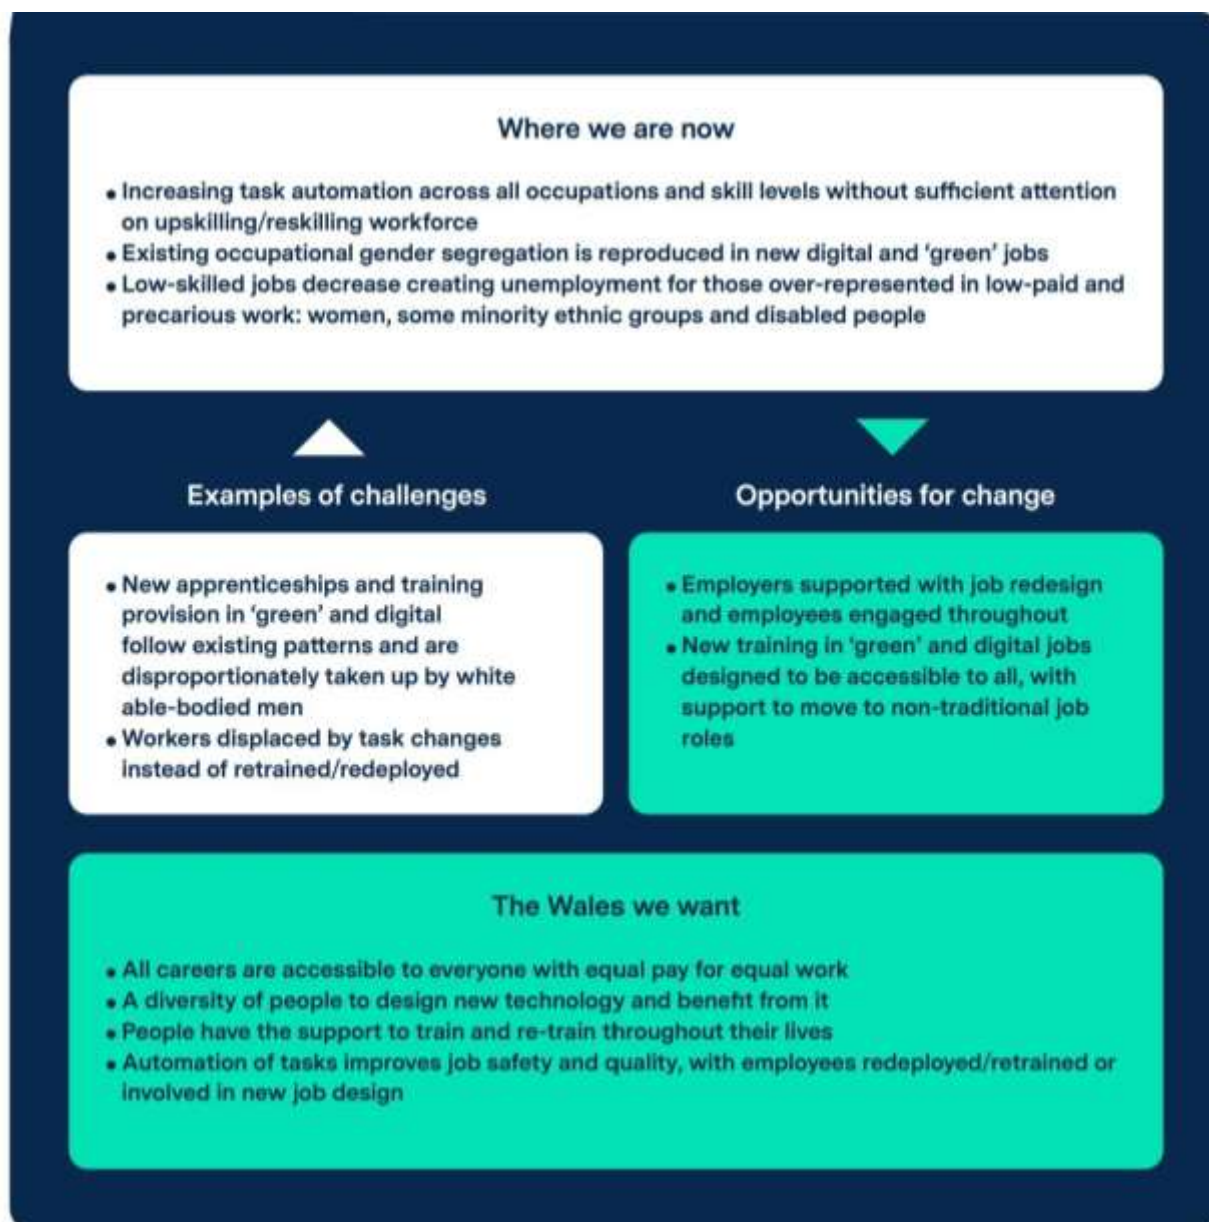 Where we are now
• Increasing task automation across all occupations and skill levels without sufficient attention
on upskilling/reskilling workforce
• Existing occupational gender segregation is reproduced in new digital and ‘green’ jobs
• Low-skilled jobs decrease creating unemployment for those over-represented in low-paid and
precarious work: women, some minority ethnic groups and disabled people
Examples of challenges
• New apprenticeships and training
provision in ‘green’ and digital
follow existing patterns and are
disproportionately taken up by white
able-bodied men
• Workers displaced by task changes
instead of retrained/redeployed
Opportunities for change
• Employers supported with job redesign
and employees engaged throughout
• New training in ‘green’ and digital jobs
designed to be accessible to all, with
support to move to non-traditional job
roles
The Wales we want
• All careers are accessible to everyone with equal pay for equal work
• A diversity of people to design new technology and benefit from it
• People have the support to train and re-train throughout their lives
• Automation of tasks improves job safety and quality, with employees redeployed/retrained or
involved in new job design